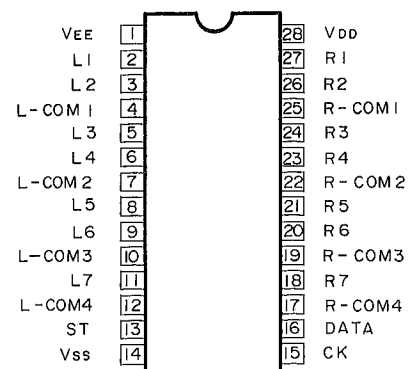 VEE 1 28 VDD
L1 2 27 R1
L2 3 26 R2
L-COM1 4 25 R-COM1
L3 5 24 R3
L4 6 23 R4
L-COM2 7 22 R-COM2
L5 8 21 R5
L6 9 20 R6
L-COM3 10 19 R-COM3
L7 11 18 R7
L-COM4 12 17 R-COM4
ST 13 16 DATA
Vss 14 15 CK